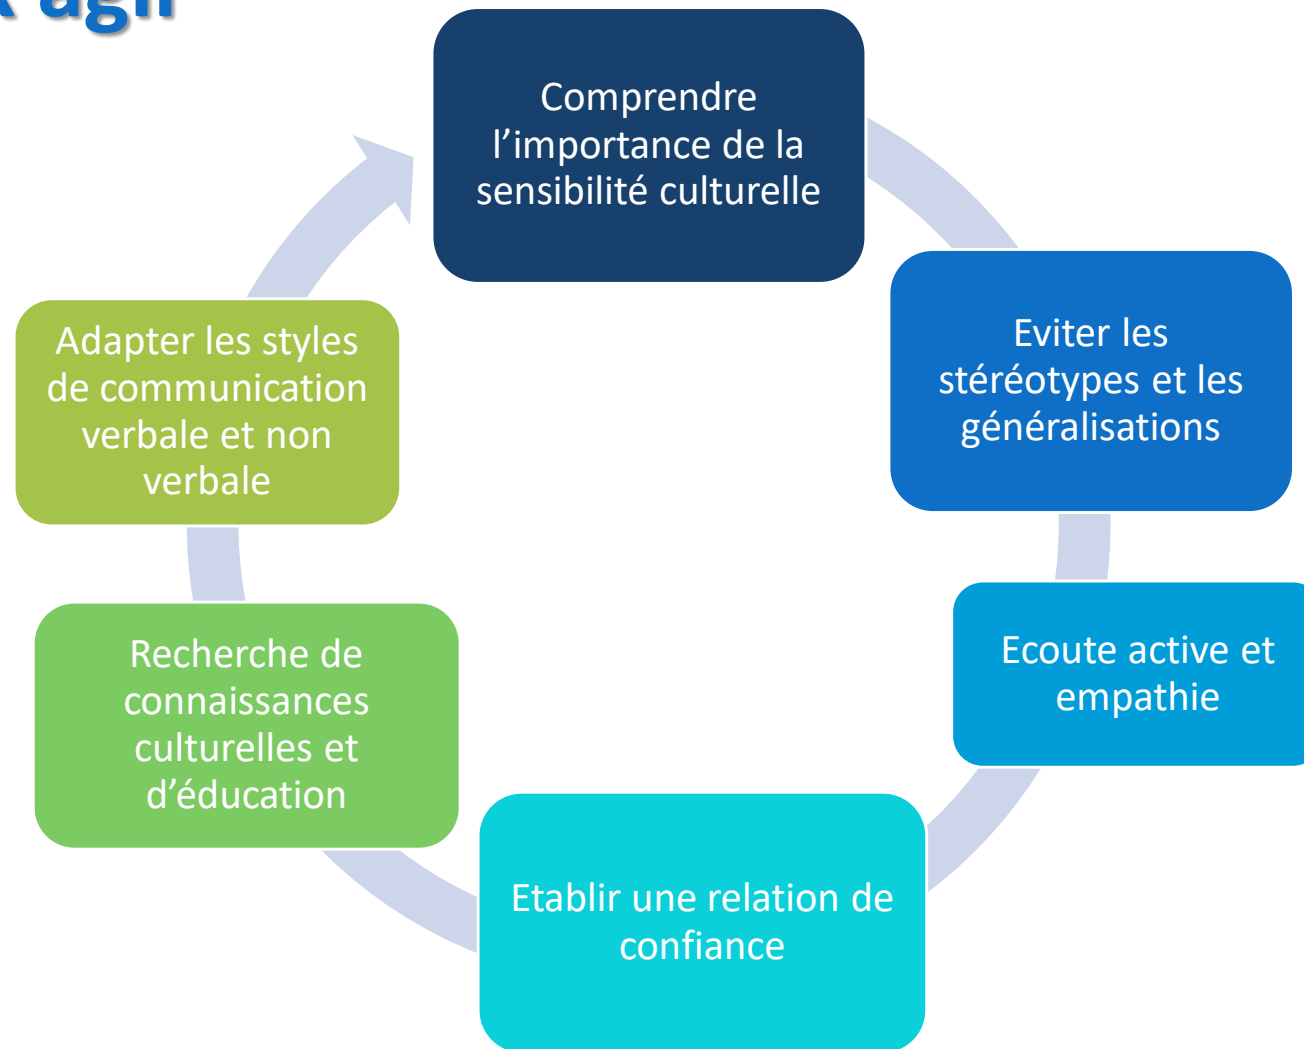 agir
Comprendre
l’importance de la
sensibilité culturelle
Eviter les
stéréotypes et les
généralisations
Ecoute active et
empathie
Etablir une relation de
confiance
Recherche de
connaissances
culturelles et
d’éducation
Adapter les styles
de communication
verbale et non
verbale